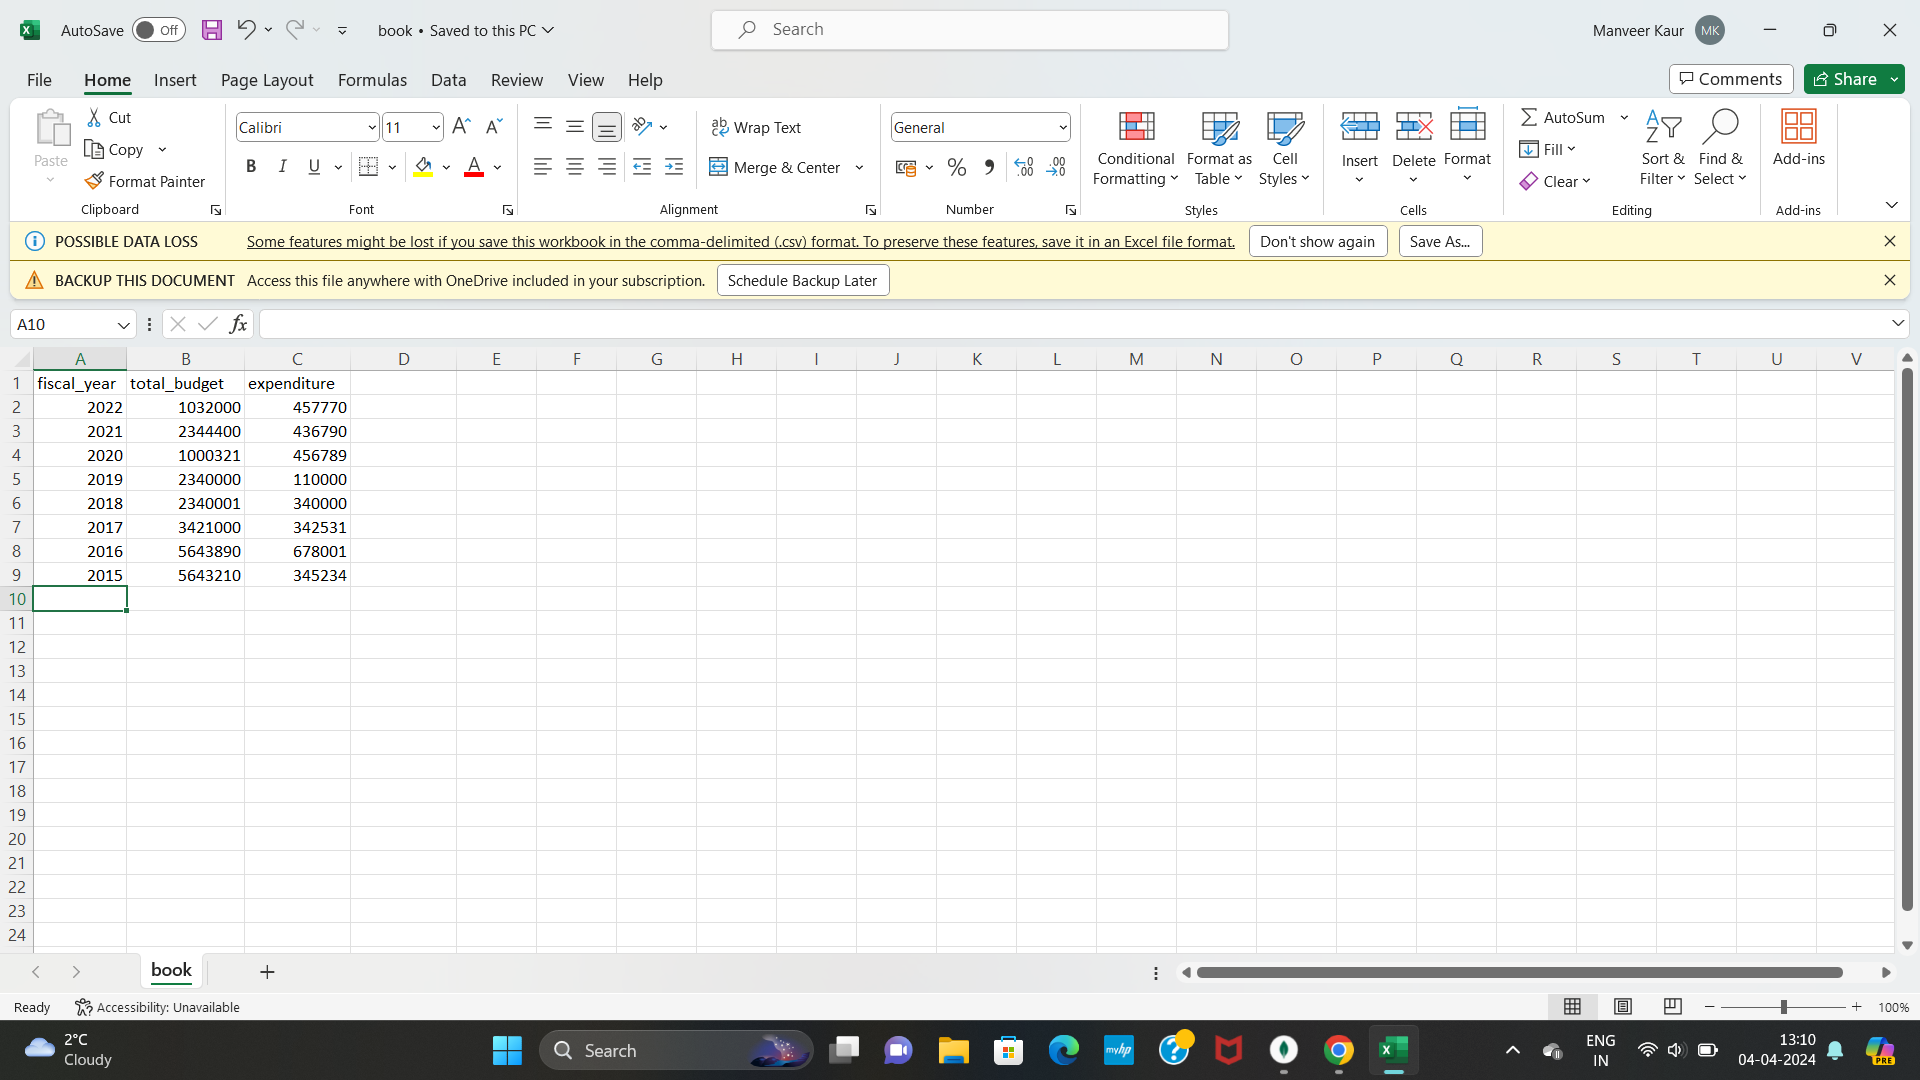 AutoSave Off book • Saved to this PC Search Manveer Kaur MK
File Home Insert Page Layout Formulas Data Review View Help Comments Share
Paste Cut Copy Format Painter Clipboard
Calibri 11 B I U A Font
Wrap Text Merge & Center Alignment
General % Number
Conditional Formatting Format as Table Cell Styles Styles
Insert Delete Format Cells
AutoSum Fill Clear Sort & Filter Find & Select Editing
Add-ins Add-ins
POSSIBLE DATA LOSS Some features might be lost if you save this workbook in the comma-delimited (.csv) format. To preserve these features, save it in an Excel file format. Don't show again Save As...
BACKUP THIS DOCUMENT Access this file anywhere with OneDrive included in your subscription. Schedule Backup Later
A10 fx
A B C D E F G H I J K L M N O P Q R S T U V
1 fiscal_year total_budget expenditure
2 2022 1032000 457770
3 2021 2344400 436790
4 2020 1000321 456789
5 2019 2340000 110000
6 2018 2340001 340000
7 2017 3421000 342531
8 2016 5643890 678001
9 2015 5643210 345234
10
11
12
13
14
15
16
17
18
19
20
21
22
23
24
book
Ready Accessibility: Unavailable 100%
2°C Cloudy Search myhp ENG IN 13:10 04-04-2024 PRE